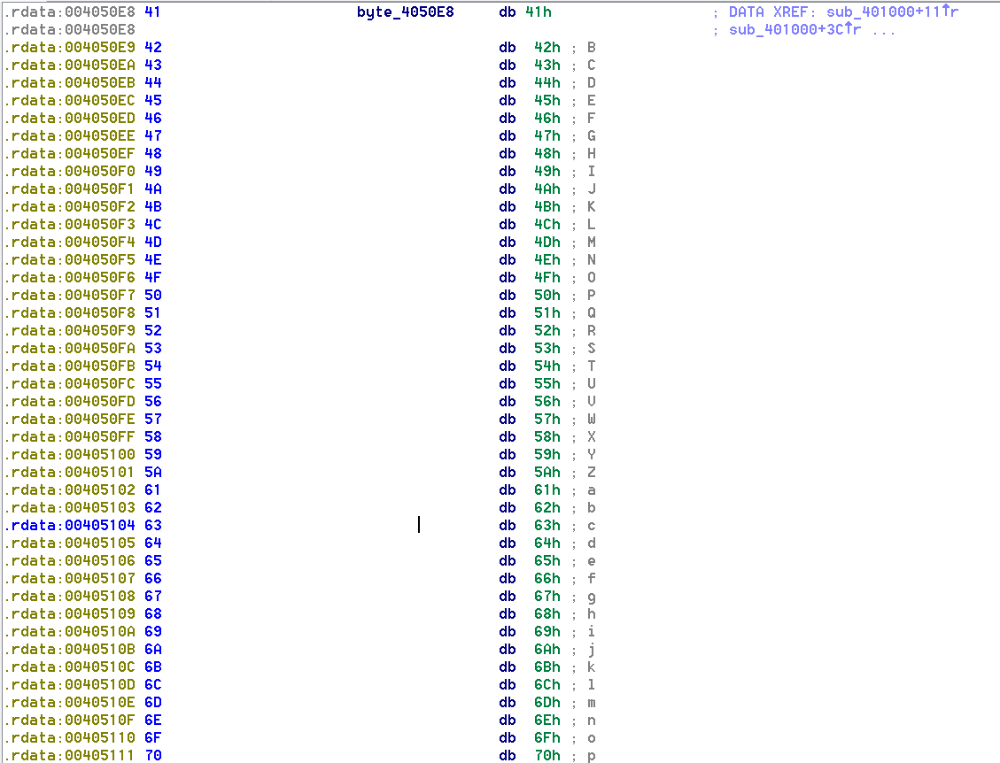 .rdata:004050E8 41 byte_4050E8 db 41h ; DATA XREF: sub_401000+11↑r
.rdata:004050E8 ; sub_401000+3C↑r ...
.rdata:004050E9 42 db 42h ; B
.rdata:004050EA 43 db 43h ; C
.rdata:004050EB 44 db 44h ; D
.rdata:004050EC 45 db 45h ; E
.rdata:004050ED 46 db 46h ; F
.rdata:004050EE 47 db 47h ; G
.rdata:004050EF 48 db 48h ; H
.rdata:004050F0 49 db 49h ; I
.rdata:004050F1 4A db 4Ah ; J
.rdata:004050F2 4B db 4Bh ; K
.rdata:004050F3 4C db 4Ch ; L
.rdata:004050F4 4D db 4Dh ; M
.rdata:004050F5 4E db 4Eh ; N
.rdata:004050F6 4F db 4Fh ; O
.rdata:004050F7 50 db 50h ; P
.rdata:004050F8 51 db 51h ; Q
.rdata:004050F9 52 db 52h ; R
.rdata:004050FA 53 db 53h ; S
.rdata:004050FB 54 db 54h ; T
.rdata:004050FC 55 db 55h ; U
.rdata:004050FD 56 db 56h ; V
.rdata:004050FE 57 db 57h ; W
.rdata:004050FF 58 db 58h ; X
.rdata:00405100 59 db 59h ; Y
.rdata:00405101 5A db 5Ah ; Z
.rdata:00405102 61 db 61h ; a
.rdata:00405103 62 db 62h ; b
.rdata:00405104 63 db 63h ; c
.rdata:00405105 64 db 64h ; d
.rdata:00405106 65 db 65h ; e
.rdata:00405107 66 db 66h ; f
.rdata:00405108 67 db 67h ; g
.rdata:00405109 68 db 68h ; h
.rdata:0040510A 69 db 69h ; i
.rdata:0040510B 6A db 6Ah ; j
.rdata:0040510C 6B db 6Bh ; k
.rdata:0040510D 6C db 6Ch ; l
.rdata:0040510E 6D db 6Dh ; m
.rdata:0040510F 6E db 6Eh ; n
.rdata:00405110 6F db 6Fh ; o
.rdata:00405111 70 db 70h ; p